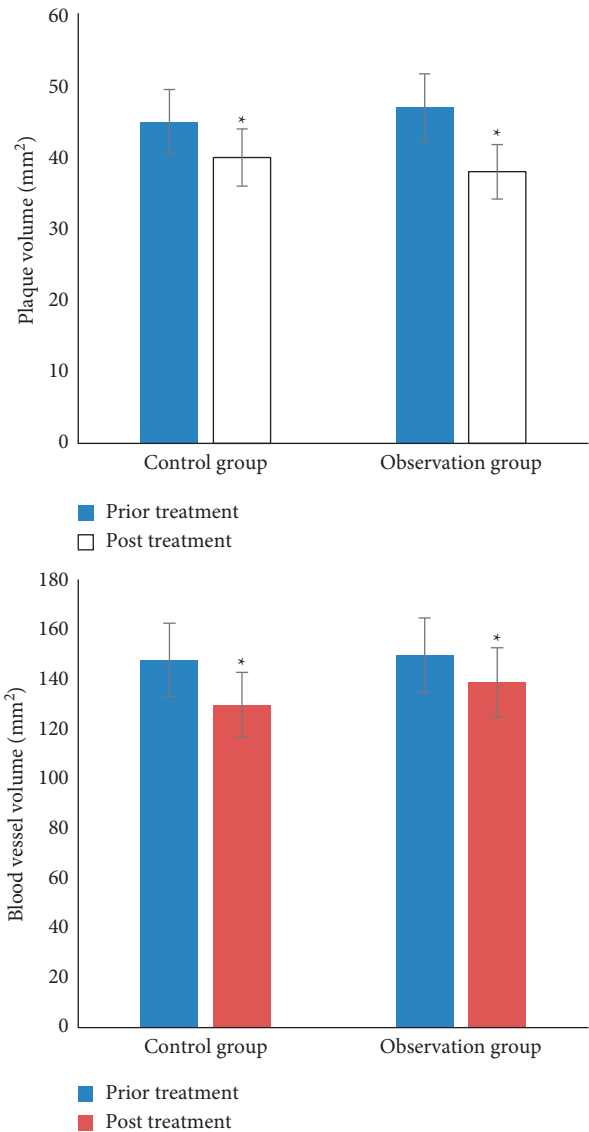 60
50
40
30
20
10
0
Plaque volume (mm²)
*
*
Control group
Observation group
Prior treatment
Post treatment
180
160
140
120
100
80
60
40
20
0
Blood vessel volume (mm²)
*
*
Control group
Observation group
Prior treatment
Post treatment